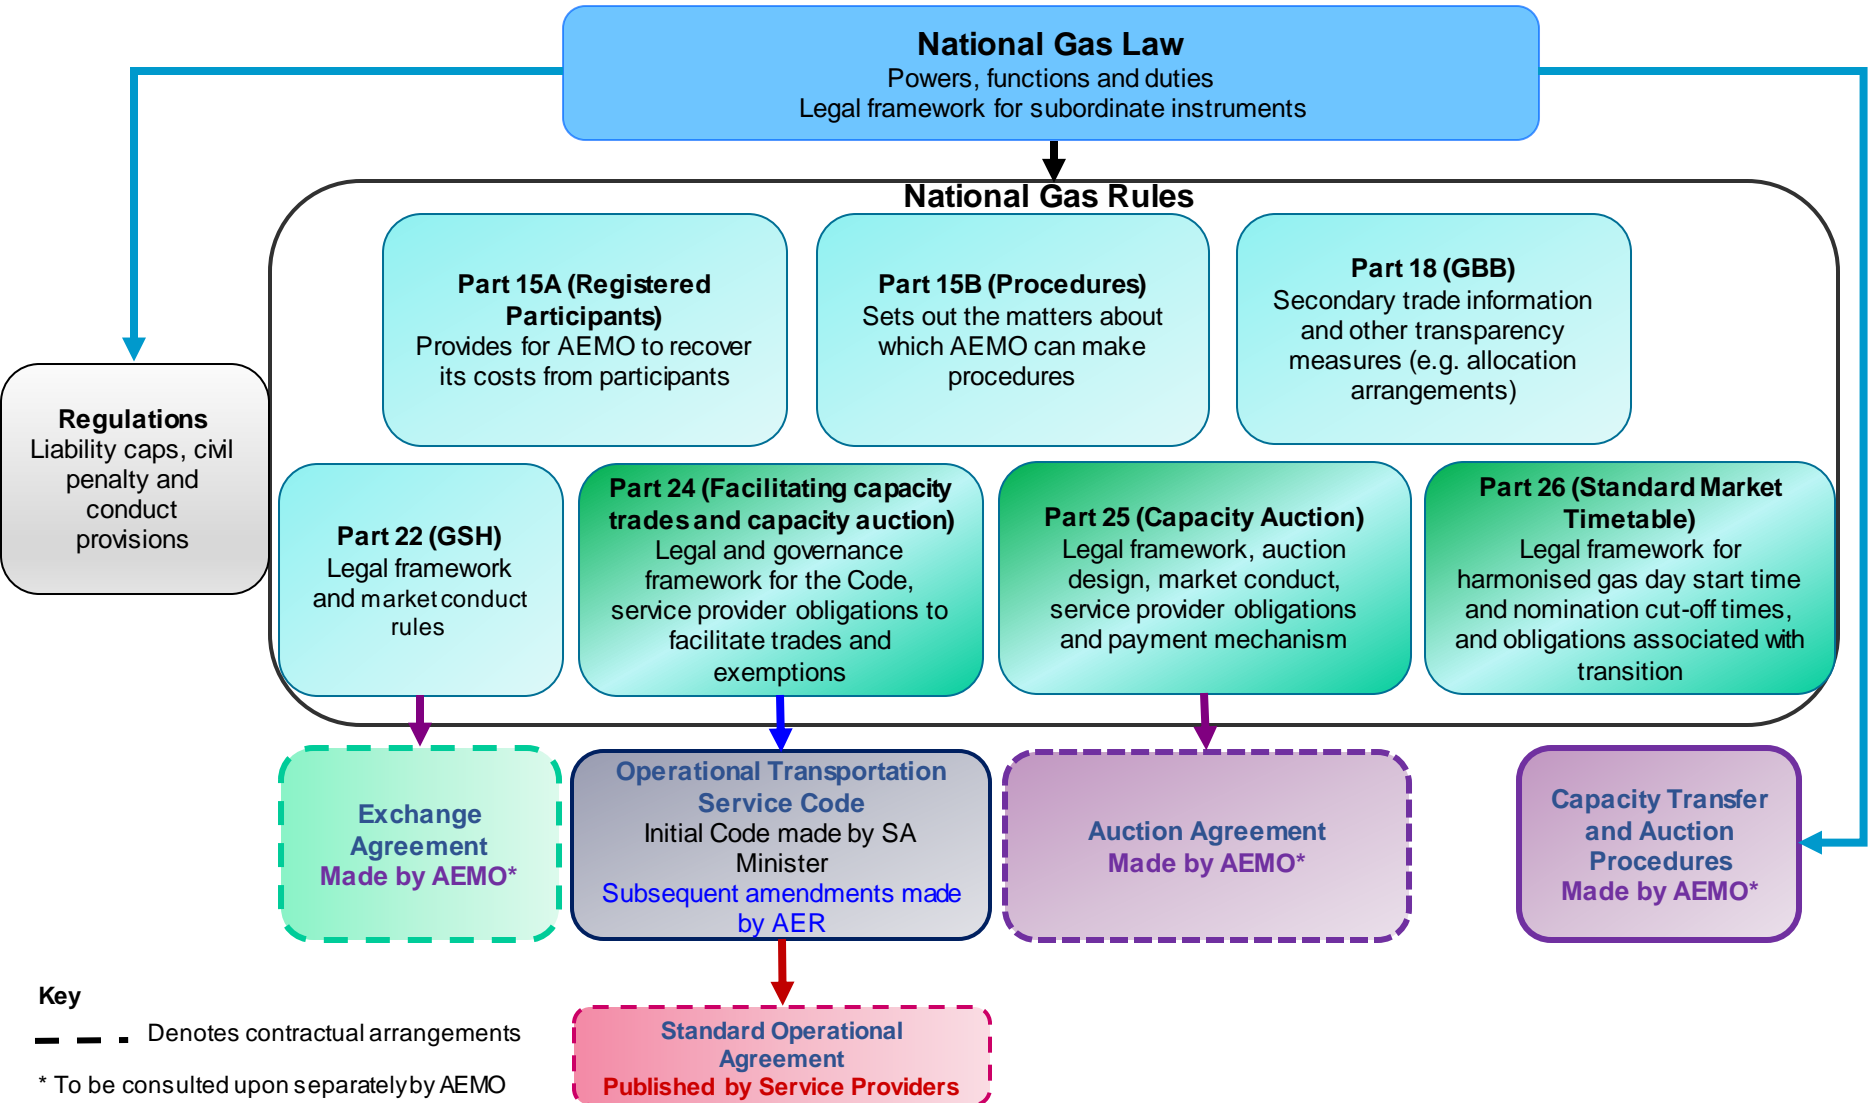 National Gas Law
Powers, functions and duties
Legal framework for subordinate instruments
National Gas Rules
Part 15A (Registered
Participants)
Provides for AEMO to recover
its costs from participants
Part 15B (Procedures)
Sets out the matters about
which AEMO can make
procedures
Part 18 (GBB)
Secondary trade information
and other transparency
measures (e.g. allocation
arrangements)
Regulations
Liability caps, civil
penalty and
conduct
provisions
Part 22 (GSH)
Legal framework
and market conduct
rules
Part 24 (Facilitating capacity
trades and capacity auction)
Legal and governance
framework for the Code,
service provider obligations to
facilitate trades and
exemptions
Part 25 (Capacity Auction)
Legal framework, auction
design, market conduct,
service provider obligations
and payment mechanism
Part 26 (Standard Market
Timetable)
Legal framework for
harmonised gas day start time
and nomination cut-off times,
and obligations associated with
transition
Exchange
Agreement
Made by AEMO*
Operational Transportation
Service Code
Initial Code made by SA
Minister
Subsequent amendments made
by AER
Auction Agreement
Made by AEMO*
Capacity Transfer
and Auction
Procedures
Made by AEMO*
Standard Operational
Agreement
Published by Service Providers
Key
Denotes contractual arrangements
* To be consulted upon separately by AEMO